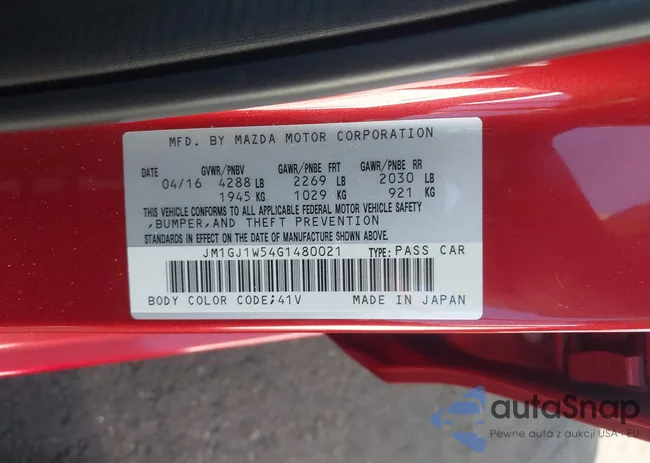 MFD. BY MAZDA MOTOR CORPORATION
GVWR/PNBV GAWR/PNBE FRT GAWR/PNBE RR
04/16 4288 LB 2269 LB 2030 LB
1945 KG 1029 KG 921 KG
THIS VEHICLE CONFORMS TO ALL APPLICABLE FEDERAL MOTOR VEHICLE SAFETY
,BUMPER,AND THEFT PREVENTION
STANDARDS IN EFFECT ON THE DATE OF MANUFACTURE SHOWN ABOVE.
JM1GJ1W54G1480021 TYPE: PASS CAR
BODY COLOR CODE;41V MADE IN JAPAN
autoSnap
Pewne auta z aukcji USA - EU